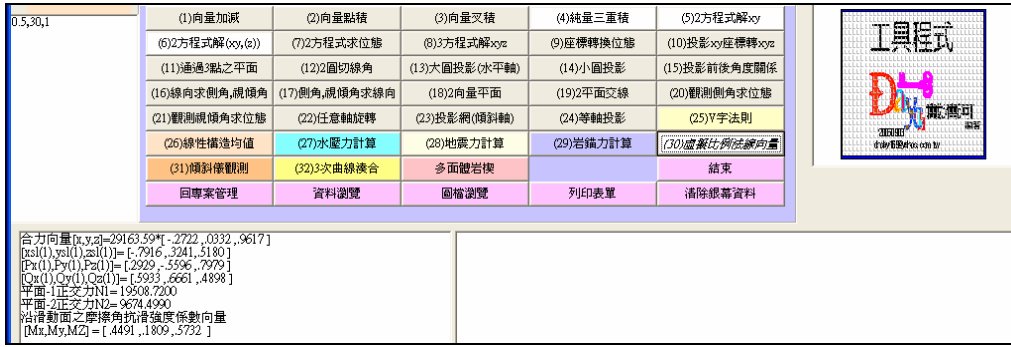 0.5,30,1
(1)向量加減 (2)向量點積 (3)向量叉積 (4)純量三重積 (5)2方程式解xy
(6)2方程式解(xy,(z)) (7)2方程式求位態 (8)3方程式解xyz (9)座標轉換位態 (10)投影xy座標轉xyz
(11)通過3點之平面 (12)2圓切線角 (13)大圓投影(水平軸) (14)小圓投影 (15)投影前後角度關係
(16)線向求側角,視傾角 (17)側角,視傾角求線向 (18)2向量平面 (19)2平面交線 (20)觀測側角求位態
(21)觀測視傾角求位態 (22)任意軸旋轉 (23)投影網(傾斜軸) (24)等軸投影 (25)V字法則
(26)線性構造均值 (27)水壓力計算 (28)地震力計算 (29)岩錨力計算 (30)虛擬比例法線向量
(31)傾斜儀觀測 (32)3次曲線湊合 多面體岩楔 結束
回專案管理 資料瀏覽 圖檔瀏覽 列印表單 清除銀幕資料
工具程式
合力向量[x,y,z]=29163.59*[-.2722 ,.0332 ,.9617 ]
[xsl(1),ysl(1),zsl(1)]= [-.7916 ,.3241 ,.5180 ]
[Px(1),Py(1),Pz(1)]= [.2929 ,-.5596 ,.7979 ]
[Qx(1),Qy(1),Qz(1)]= [.5933 ,.6661 ,.4898 ]
平面-1正交力N1= 19508.7200
平面-2正交力N2= 9674.4990
沿滑動面之摩擦角抗滑強度係數向量
[Mx,My,MZ] = [ .4491 ,.1809 ,.5732 ]